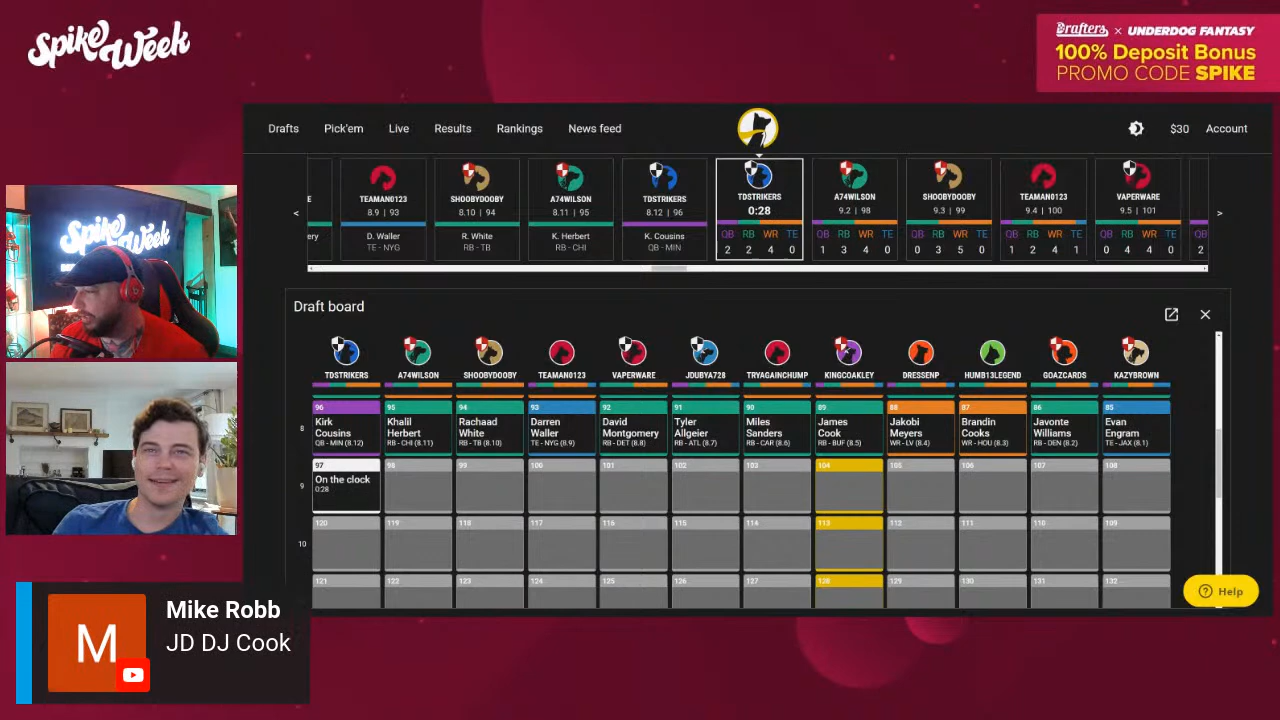 Spike Week
Drafters × UNDERDOG FANTASY
100% Deposit Bonus
PROMO CODE SPIKE
Drafts Pick'em Live Results Rankings News feed $30 Account
< E TEAMAN0123 SHOOBYDOOBY A74WILSON TDSTRIKERS TDSTRIKERS A74WILSON SHOOBYDOOBY TEAMAN0123 VAPERWARE >
8.9 | 93 8.10 | 94 8.11 | 95 8.12 | 96 0:28 9.2 | 98 9.3 | 99 9.4 | 100 9.5 | 101
ery D. Waller R. White K. Herbert K. Cousins QB RB WR TE QB RB WR TE QB RB WR TE QB RB WR TE QB RB WR TE QB
TE - NYG RB - TB RB - CHI QB - MIN 2 2 4 0 1 3 4 0 0 3 5 0 1 2 4 1 0 4 4 0 2
Draft board
TDSTRIKERS A74WILSON SHOOBYDOOBY TEAMAN0123 VAPERWARE JDUBYA728 TRYAGAINCHUMP KINGCOAKLEY DRESSENP HUMB13LEGEND GOAZCARDS KAZYBROWN
96 95 94 93 92 91 90 89 88 87 86 85
Kirk Khalil Rachaad Darren David Tyler Miles James Jakobi Brandin Javonte Evan
8 Cousins Herbert White Waller Montgomery Allgeier Sanders Cook Meyers Cooks Williams Engram
QB - MIN (8.12) RB - CHI (8.11) RB - TB (8.10) TE - NYG (8.9) RB - DET (8.8) RB - ATL (8.7) RB - CAR (8.6) RB - BUF (8.5) WR - LV (8.4) WR - HOU (8.3) RB - DEN (8.2) TE - JAX (8.1)
97 98 99 100 101 102 103 104 105 106 107 108
On the clock
9 0:28
120 119 118 117 116 115 114 113 112 111 110 109
10
121 122 123 124 125 126 127 128 129 130 131 132
Help
Spike Week
M
Mike Robb
JD DJ Cook